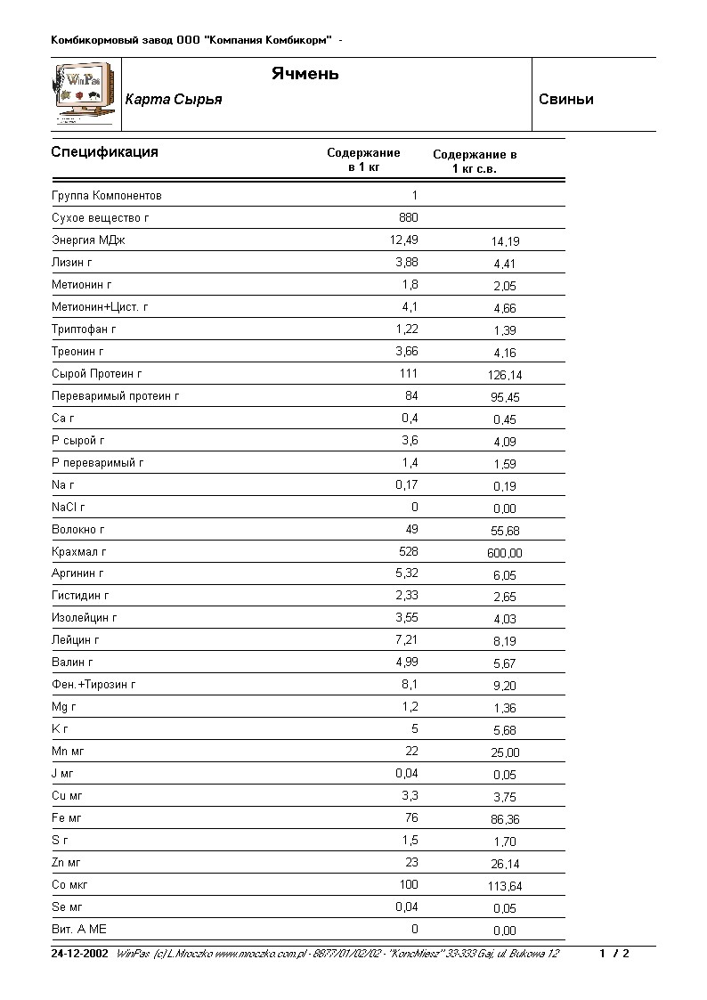 Комбикормовый завод ООО "Компания Комбикорм" -
WinPas
Ячмень
Карта Сырья
Свиньи
Спецификация Содержание в 1 кг Содержание в 1 кг с.в.
Группа Компонентов 1
Сухое вещество г 880
Энергия МДж 12,49 14,19
Лизин г 3,88 4,41
Метионин г 1,8 2,05
Метионин+Цист. г 4,1 4,66
Триптофан г 1,22 1,39
Треонин г 3,66 4,16
Сырой Протеин г 111 126,14
Переваримый протеин г 84 95,45
Ca г 0,4 0,45
P сырой г 3,6 4,09
P переваримый г 1,4 1,59
Na г 0,17 0,19
NaCl г 0 0,00
Волокно г 49 55,68
Крахмал г 528 600,00
Аргинин г 5,32 6,05
Гистидин г 2,33 2,65
Изолейцин г 3,55 4,03
Лейцин г 7,21 8,19
Валин г 4,99 5,67
Фен.+Тирозин г 8,1 9,20
Mg г 1,2 1,36
K г 5 5,68
Mn мг 22 25,00
J мг 0,04 0,05
Cu мг 3,3 3,75
Fe мг 76 86,36
S г 1,5 1,70
Zn мг 23 26,14
Co мкг 100 113,64
Se мг 0,04 0,05
Вит. А МЕ 0 0,00
24-12-2002 WinPas (c) L.Mroczko www.mroczko.com.pl - 8877/01/02/02 - "KoncMiesz" 33-333 Gaj, ul. Bukowa 12 1 / 2